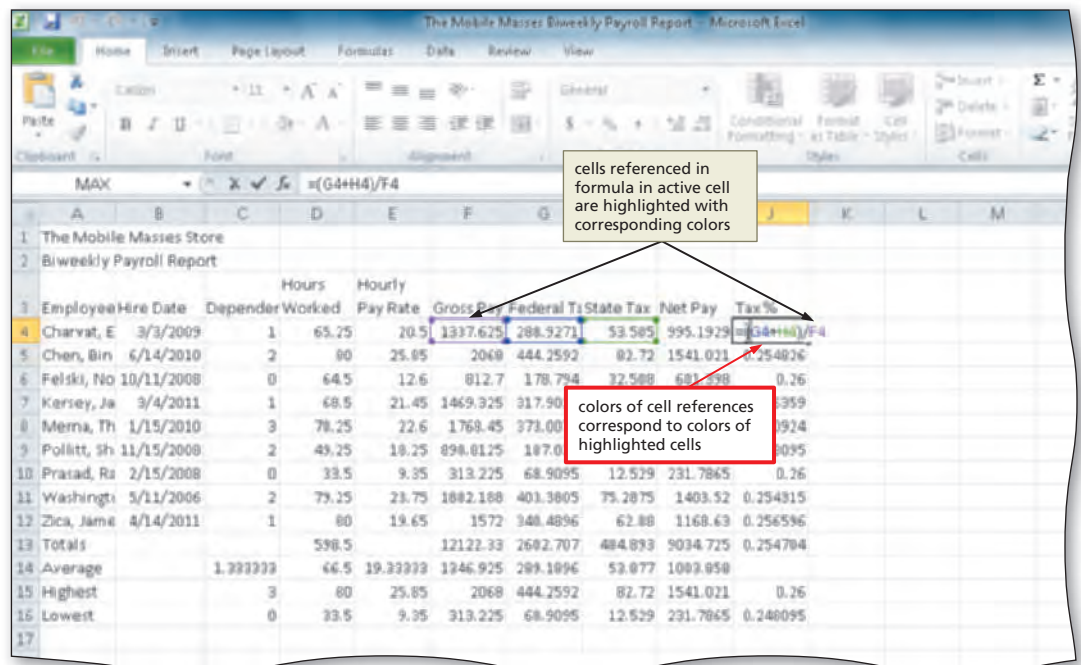 The Mobile Masses Biweekly Payroll Report - Microsoft Excel
File Home Insert Page Layout Formulas Data Review View
Calibri 11 General
Paste B I U Conditional Formatting Format as Table Cell Styles Insert Delete Format
Clipboard Font Alignment Styles Cells
cells referenced in
formula in active cell
are highlighted with
corresponding colors
MAX =(G4+H4)/F4
A B C D E F G J K L M
1 The Mobile Masses Store
2 Biweekly Payroll Report
Hours Hourly
3 Employee Hire Date Depender Worked Pay Rate Gross Pay Federal Ta State Tax Net Pay Tax %
4 Charvat, E 3/3/2009 1 65.25 20.5 1337.625 288.9271 53.505 995.1929 =(G4+H4)/F4
5 Chen, Bin 6/14/2010 2 80 25.85 2068 444.2592 82.72 1541.021 0.254826
6 Felski, No 10/11/2008 0 64.5 12.6 812.7 178.794 32.508 0.26
7 Kersey, Ja 3/4/2011 1 68.5 21.45 1469.325
8 Merna, Th 1/15/2010 3 78.25 22.6 1768.45
9 Pollitt, Sh 11/15/2008 2 49.25 18.25 898.8125
10 Prasad, Ra 2/15/2008 0 33.5 9.35 313.225 68.9095 12.529 231.7865 0.26
11 Washingt 5/11/2006 2 79.25 23.75 1882.188 403.3805 75.2875 1403.52 0.254315
12 Zica, Jame 4/14/2011 1 80 19.65 1572 340.4896 62.88 1168.63 0.256596
13 Totals 598.5 12122.33 2602.707 484.893 9034.725 0.254704
14 Average 1.333333 66.5 19.33333 1346.925 289.1896 53.877 1003.858
15 Highest 3 80 25.85 2068 444.2592 82.72 1541.021 0.26
16 Lowest 0 33.5 9.35 313.225 68.9095 12.529 231.7865 0.248095
17
colors of cell references
correspond to colors of
highlighted cells